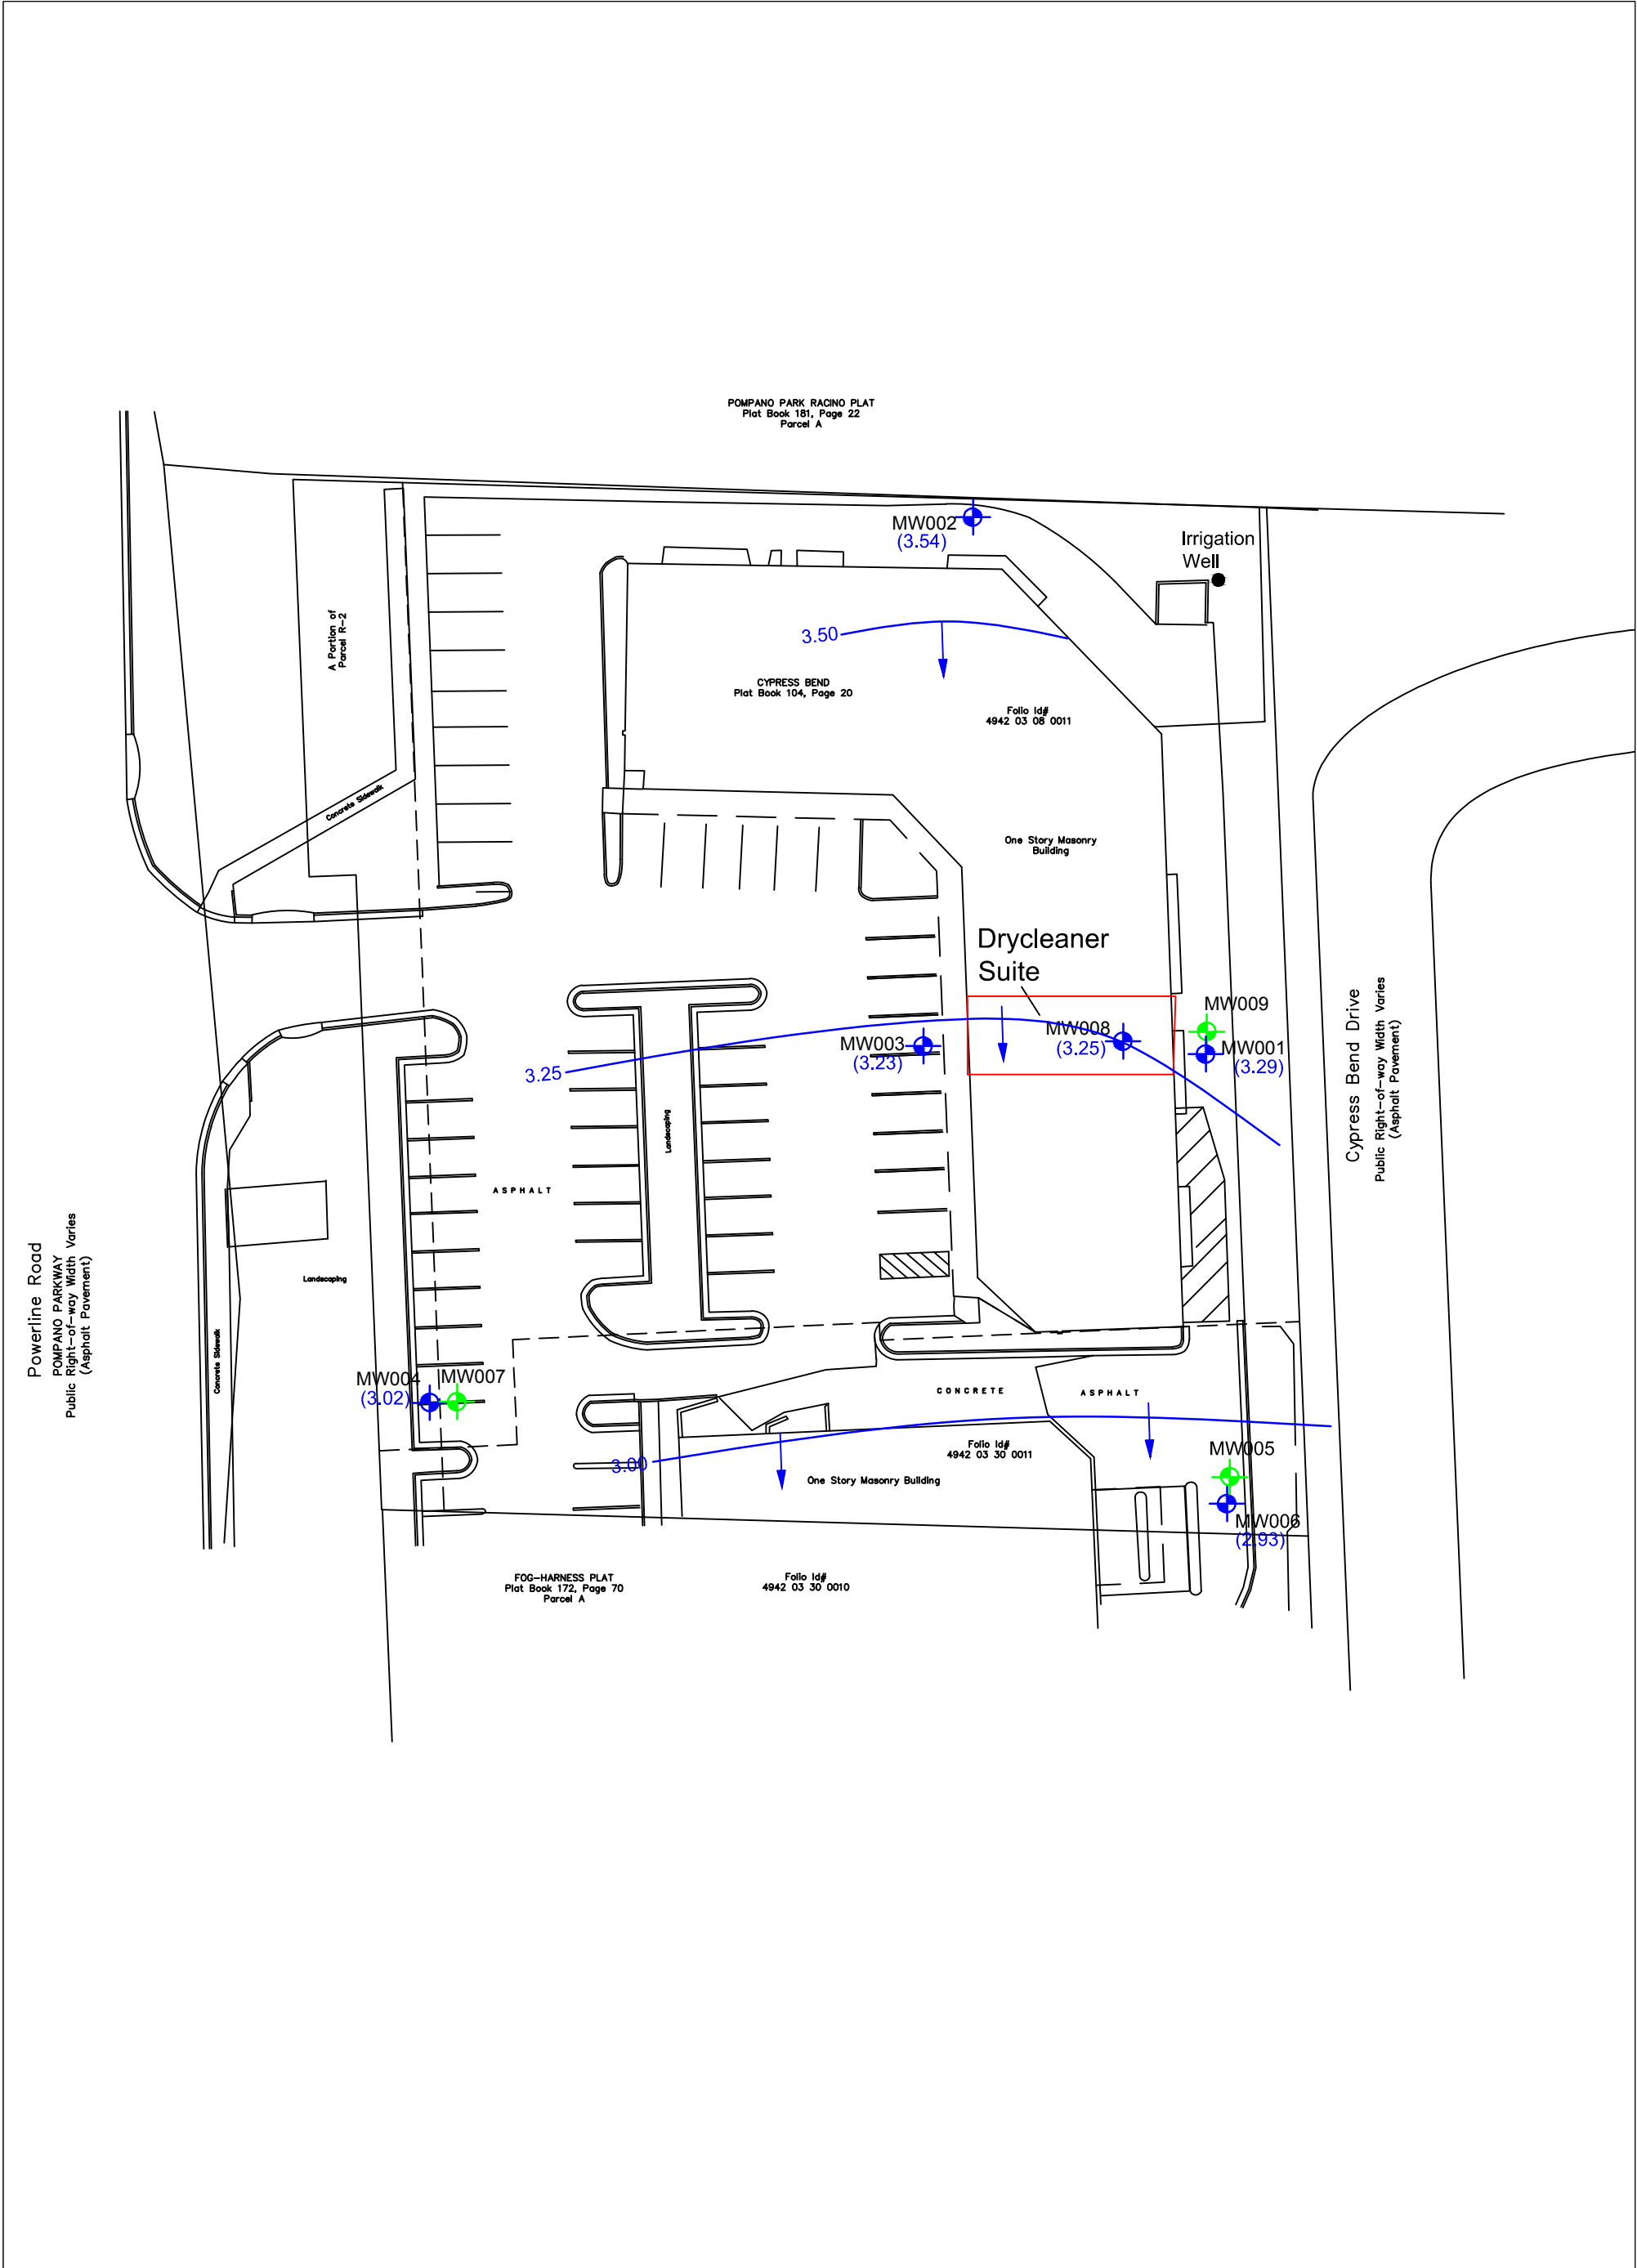 POMPANO PARK RACINO PLAT
Plat Book 181, Page 22
Parcel A
MW002
(3.54)
Irrigation
Well
A Portion of
Parcel R-2
3.50
CYPRESS BEND
Plat Book 104, Page 20
Folio Id#
4942 03 08 0011
Concrete Sidewalk
One Story Masonry
Building
Drycleaner
Suite
MW009
MW008
(3.25)
MW003
(3.23)
MW001
(3.29)
3.25
Cypress Bend Drive
Public Right-of-way Width Varies
(Asphalt Pavement)
Landscaping
ASPHALT
Powerline Road
POMPANO PARKWAY
Public Right-of-way Width Varies
(Asphalt Pavement)
Landscaping
Concrete Sidewalk
MW004
(3.02)
MW007
CONCRETE
ASPHALT
3.00
Folio Id#
4942 03 30 0011
One Story Masonry Building
MW005
MW006
(2.93)
FOG-HARNESS PLAT
Plat Book 172, Page 70
Parcel A
Folio Id#
4942 03 30 0010